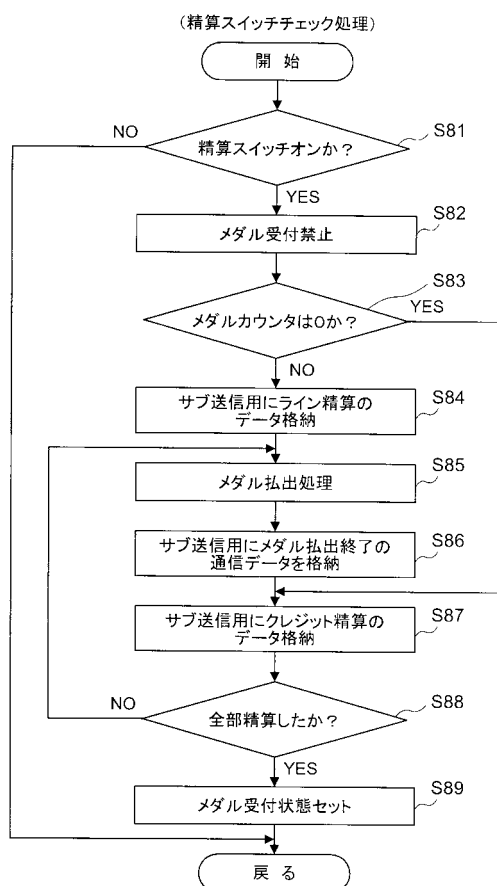 (精算スイッチチェック処理)
開 始
S81
NO
精算スイッチオンか？
YES
S82
メダル受付禁止
S83
YES
メダルカウンタは0か？
NO
S84
サブ送信用にライン精算の
データ格納
S85
メダル払出処理
S86
サブ送信用にメダル払出終了の
通信データを格納
S87
サブ送信用にクレジット精算の
データ格納
S88
NO
全部精算したか？
YES
S89
メダル受付状態セット
戻 る